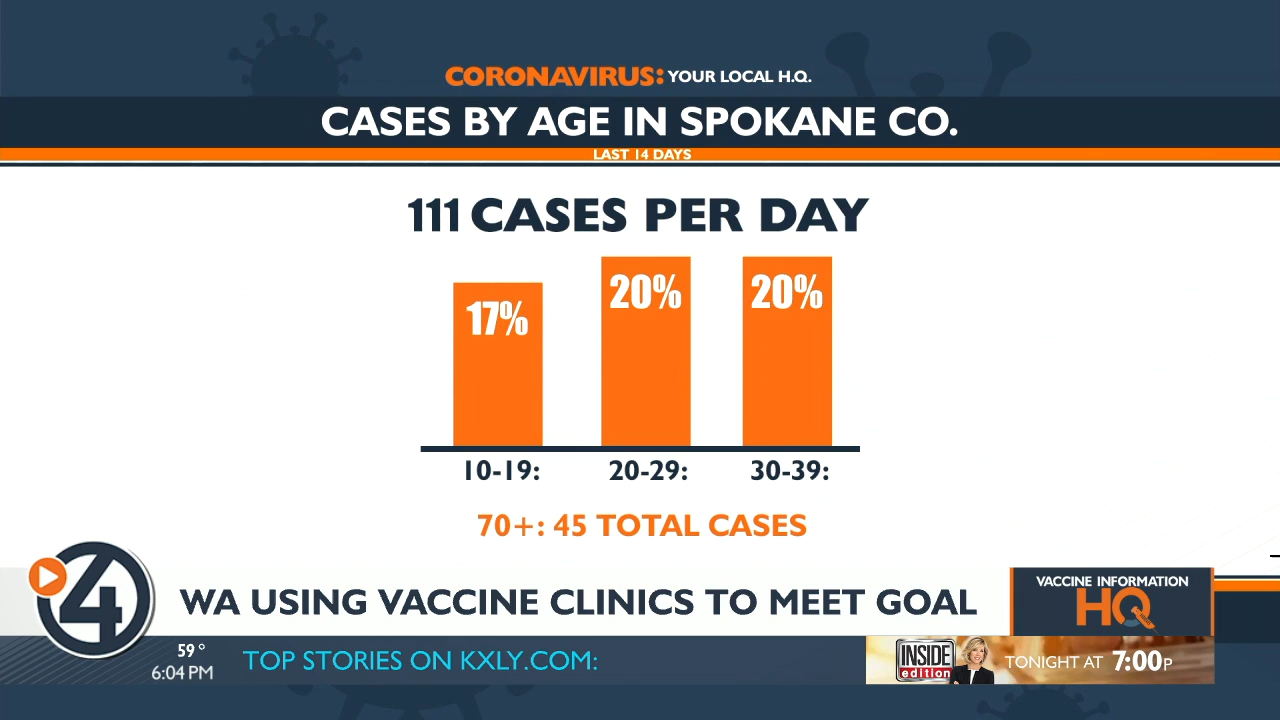 CORONAVIRUS: YOUR LOCAL H.Q.
CASES BY AGE IN SPOKANE CO.
LAST 14 DAYS
111 CASES PER DAY
17% 20% 20%
10-19: 20-29: 30-39:
70+: 45 TOTAL CASES
4
WA USING VACCINE CLINICS TO MEET GOAL
VACCINE INFORMATION
HQ
59°
6:04 PM
TOP STORIES ON KXLY.COM:
INSIDE
edition
TONIGHT AT 7:00P